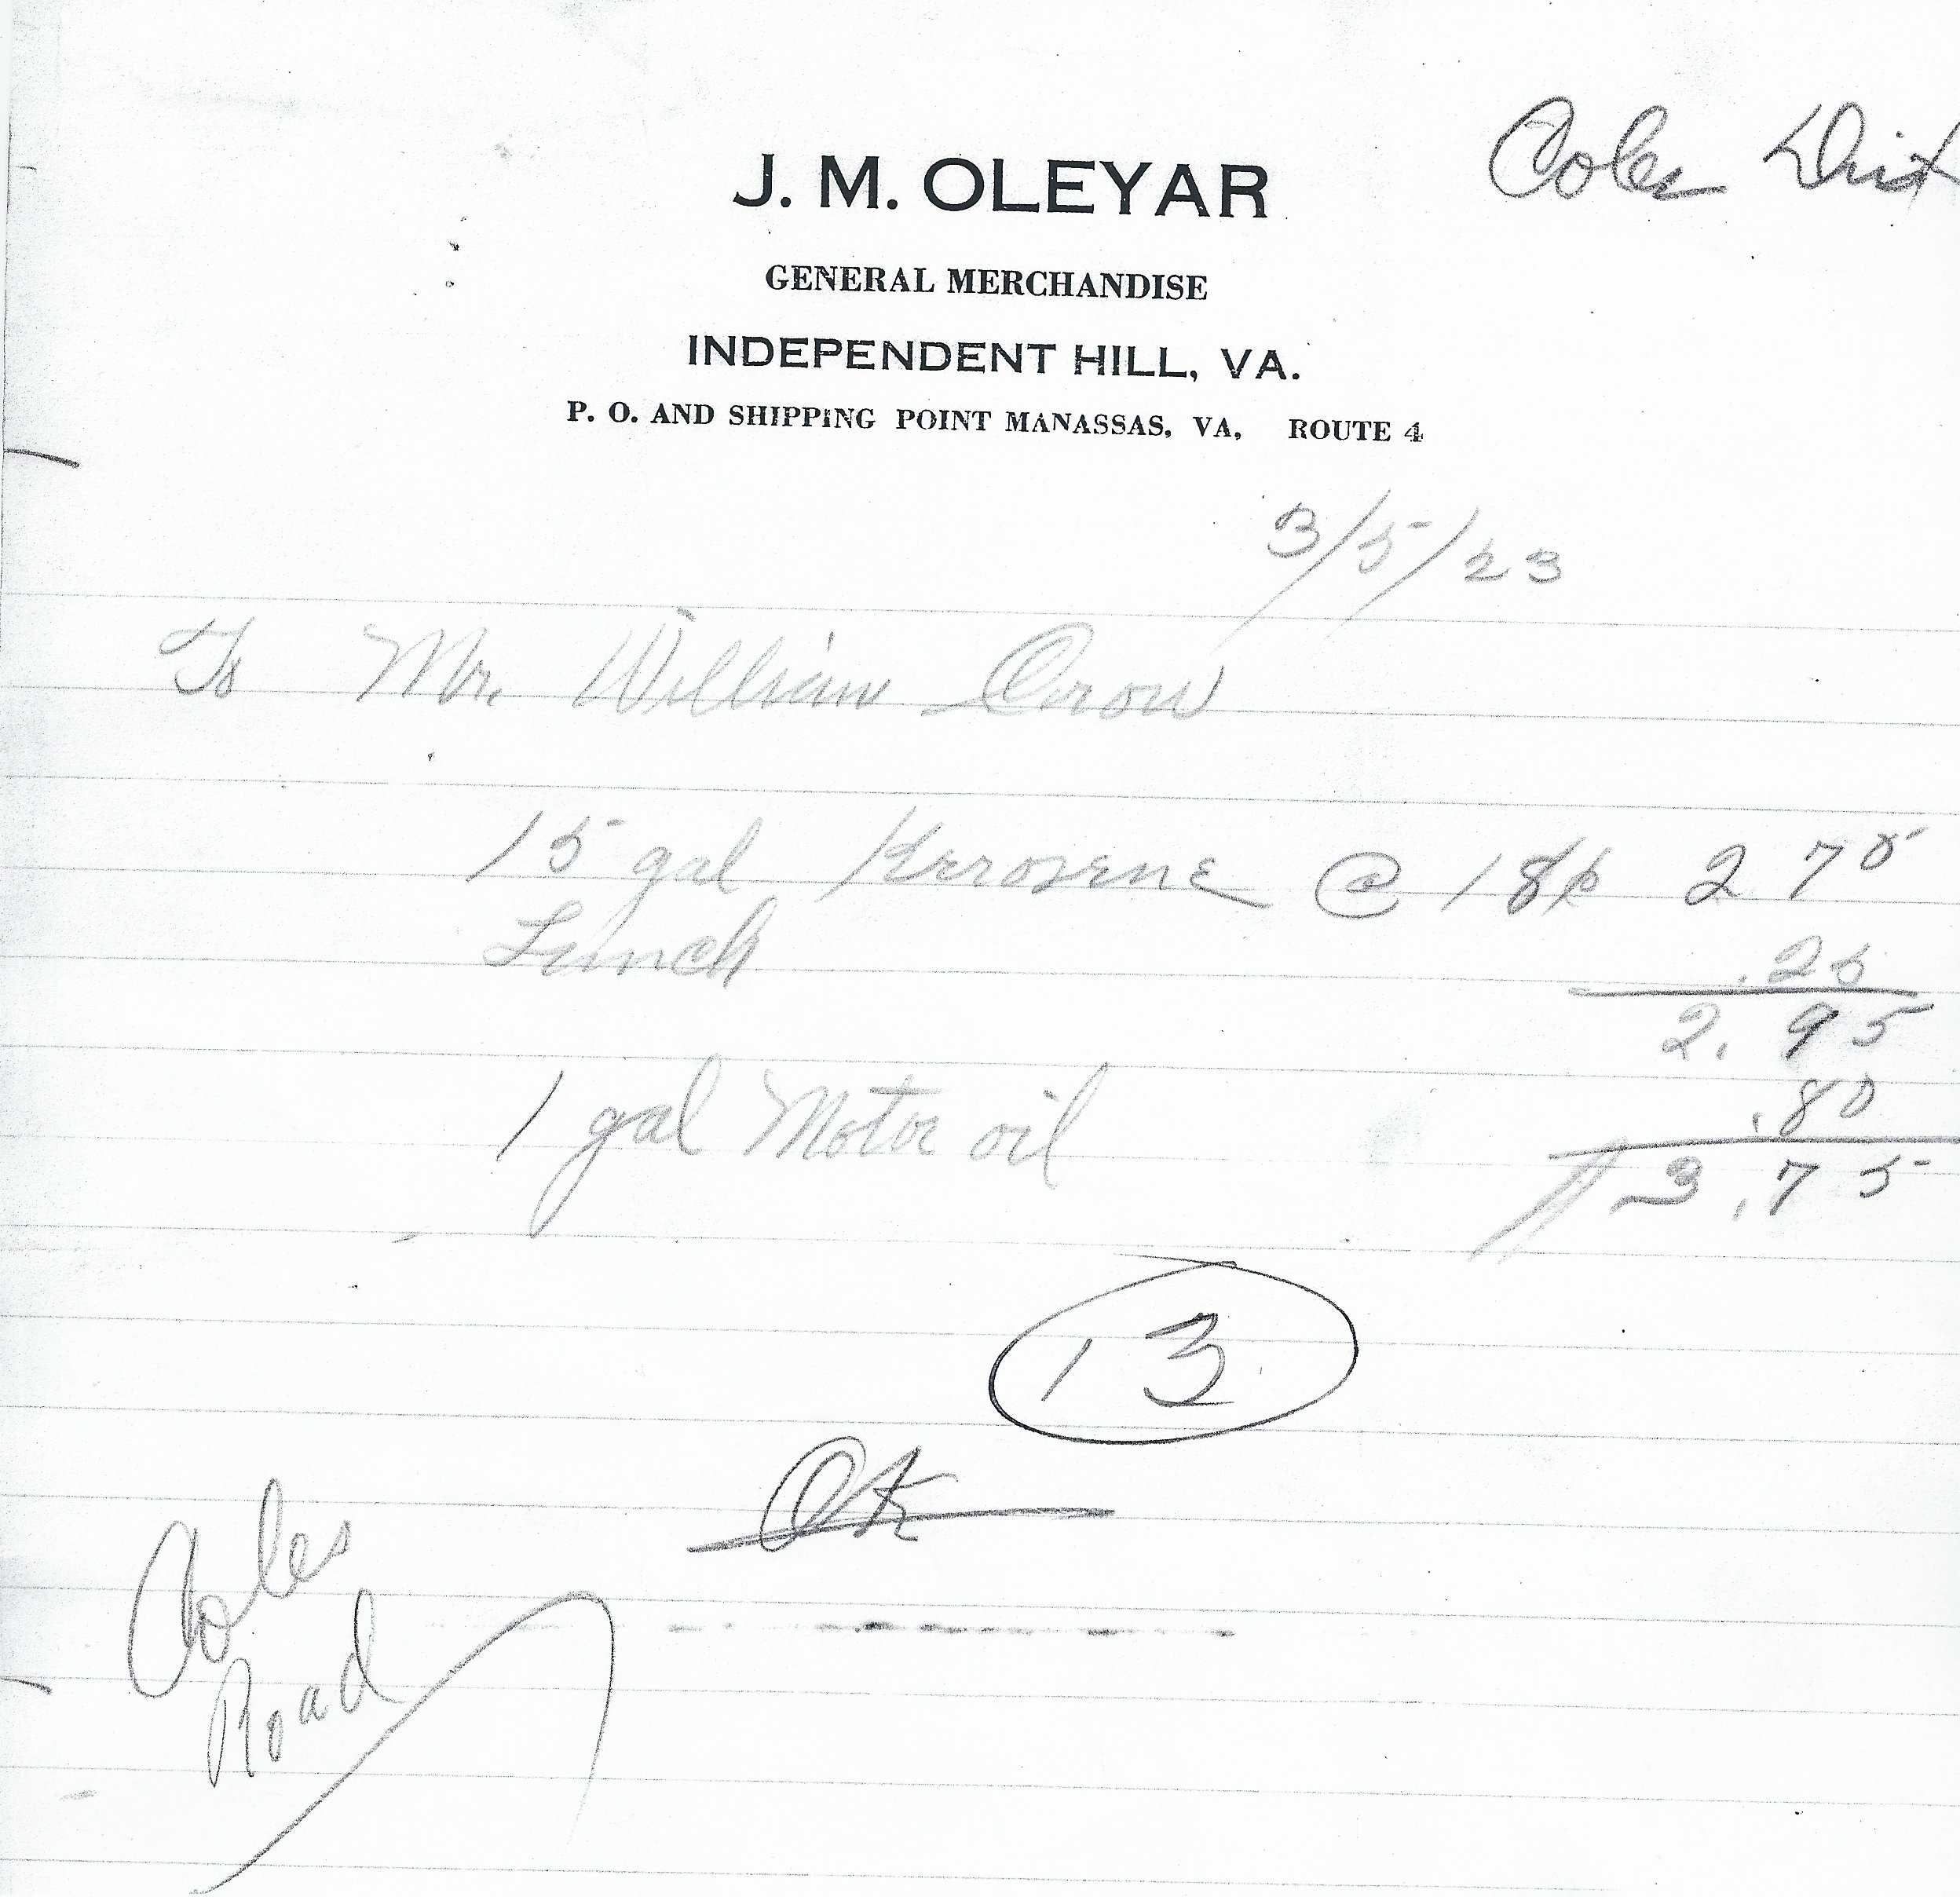 Coles Dist
J. M. OLEYAR
GENERAL MERCHANDISE
INDEPENDENT HILL, VA.
P. O. AND SHIPPING POINT MANASSAS, VA, ROUTE 4
3/5/23
To Mr. William Crow
15 gal Kerosene @ 18¢ 2 70
Lunch .25
2.95
1 gal Motor oil .80
3.75
13
OK
Coles
Road